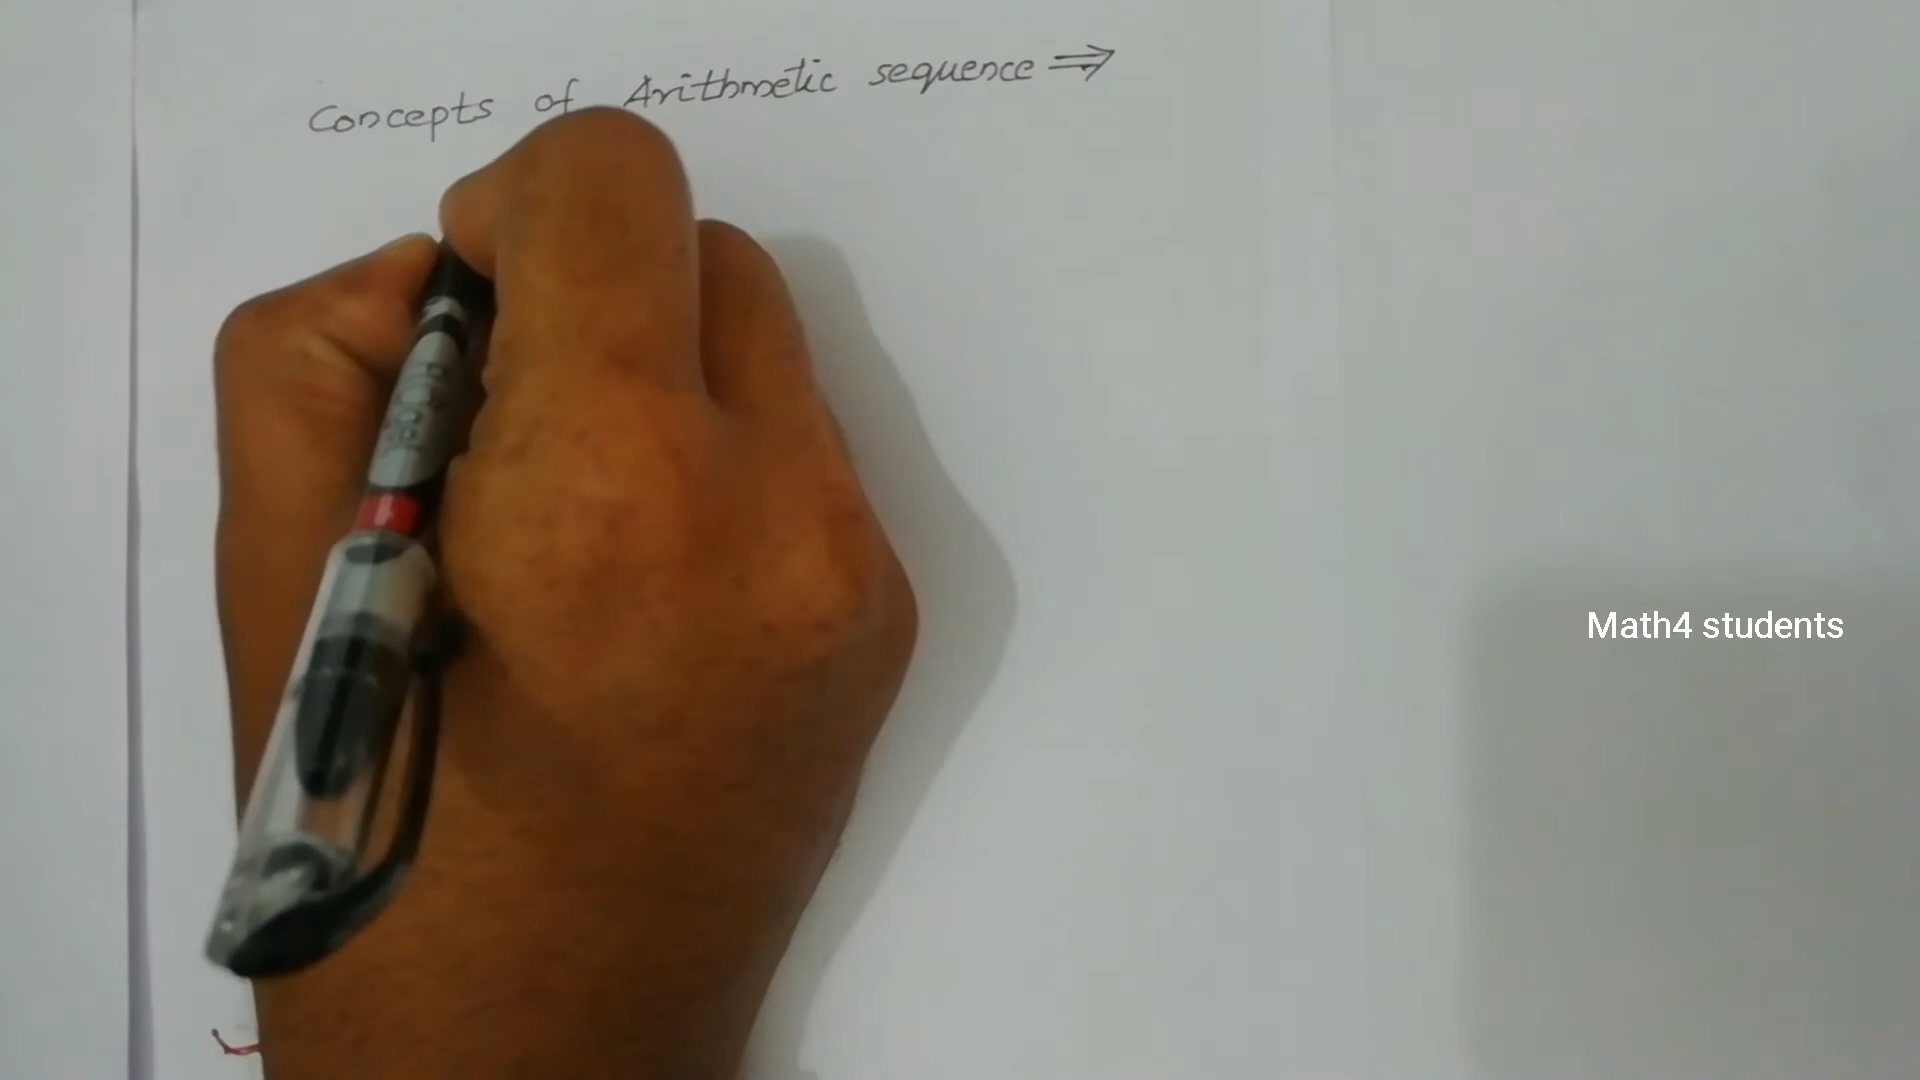 Concepts of Arithmetic sequence ⇒
Math4 students